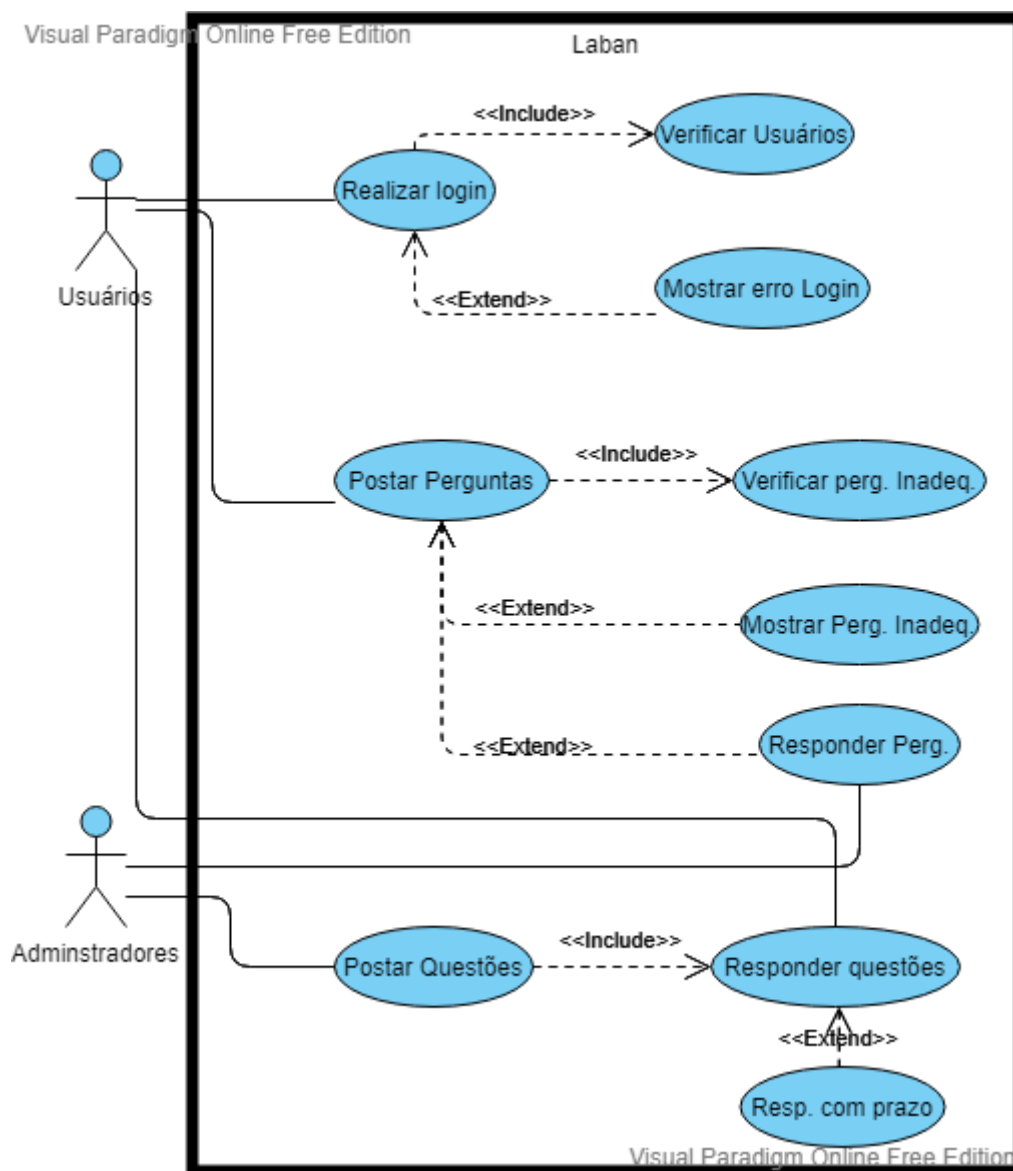 Visual Paradigm Online Free Edition
Laban
<<Include>>
Verificar Usuários
Realizar login
Usuários
<<Extend>>
Mostrar erro Login
<<Include>>
Postar Perguntas
Verificar perg. Inadeq.
<<Extend>>
Mostrar Perg. Inadeq.
<<Extend>>
Responder Perg.
Adminstradores
<<Include>>
Postar Questões
Responder questões
<<Extend>>
Resp. com prazo
Visual Paradigm Online Free Edition